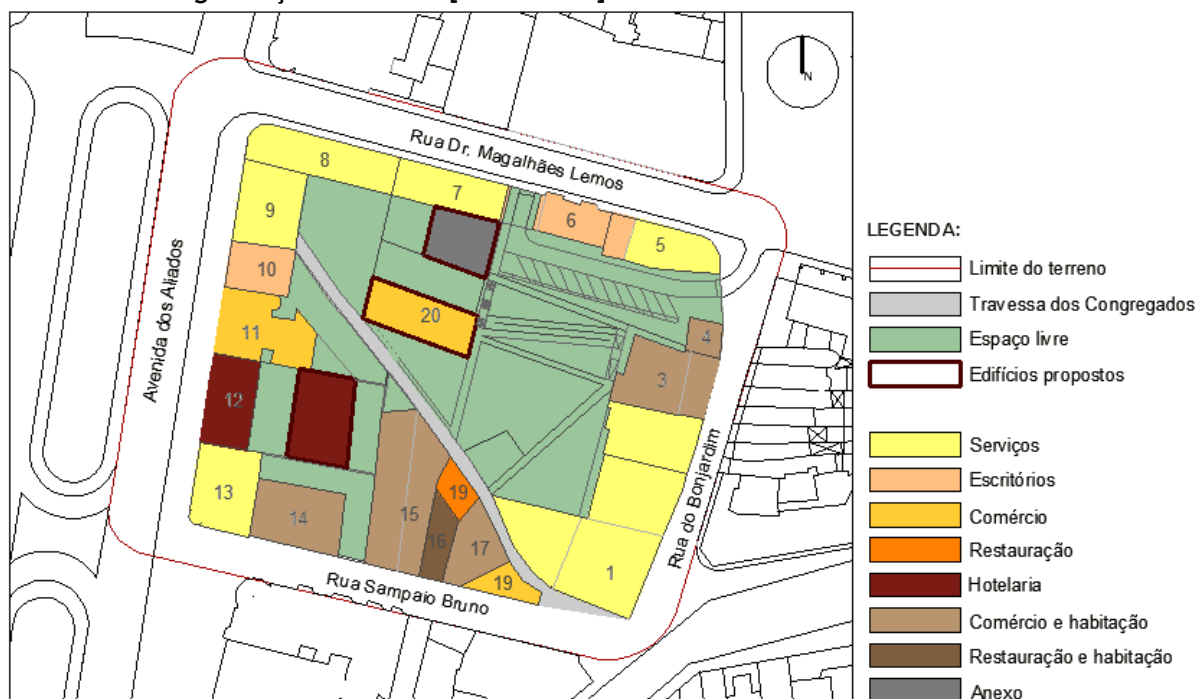 Rua Dr, Magalhães Lemos
N
8
7
9
6
5
10
Avenida dos Aliados
11
20
4
3
12
Rua do Bonjardim
13
14
15
19
16
17
1
19
Rua Sampaio Bruno
LEGENDA:
Limite do terreno
Travessa dos Congregados
Espaço livre
Edifícios propostos
Serviços
Escritórios
Comércio
Restauração
Hotelaria
Comércio e habitação
Restauração e habitação
Anexo